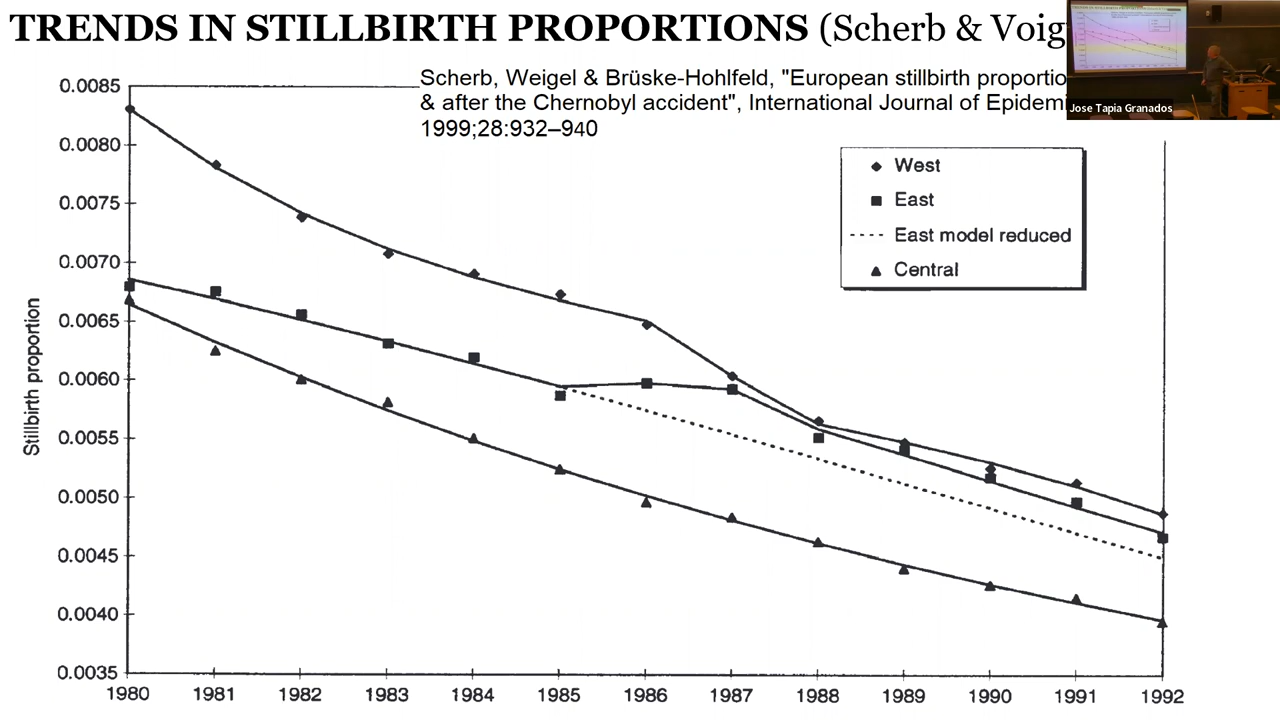 TRENDS IN STILLBIRTH PROPORTIONS (Scherb & Voig
Scherb, Weigel & Brüske-Hohlfeld, "European stillbirth proportio
& after the Chernobyl accident", International Journal of Epidemi
1999;28:932–940
Jose Tapia Granados
West
East
East model reduced
Central
Stillbirth proportion
0.0085
0.0080
0.0075
0.0070
0.0065
0.0060
0.0055
0.0050
0.0045
0.0040
0.0035
1980 1981 1982 1983 1984 1985 1986 1987 1988 1989 1990 1991 1992